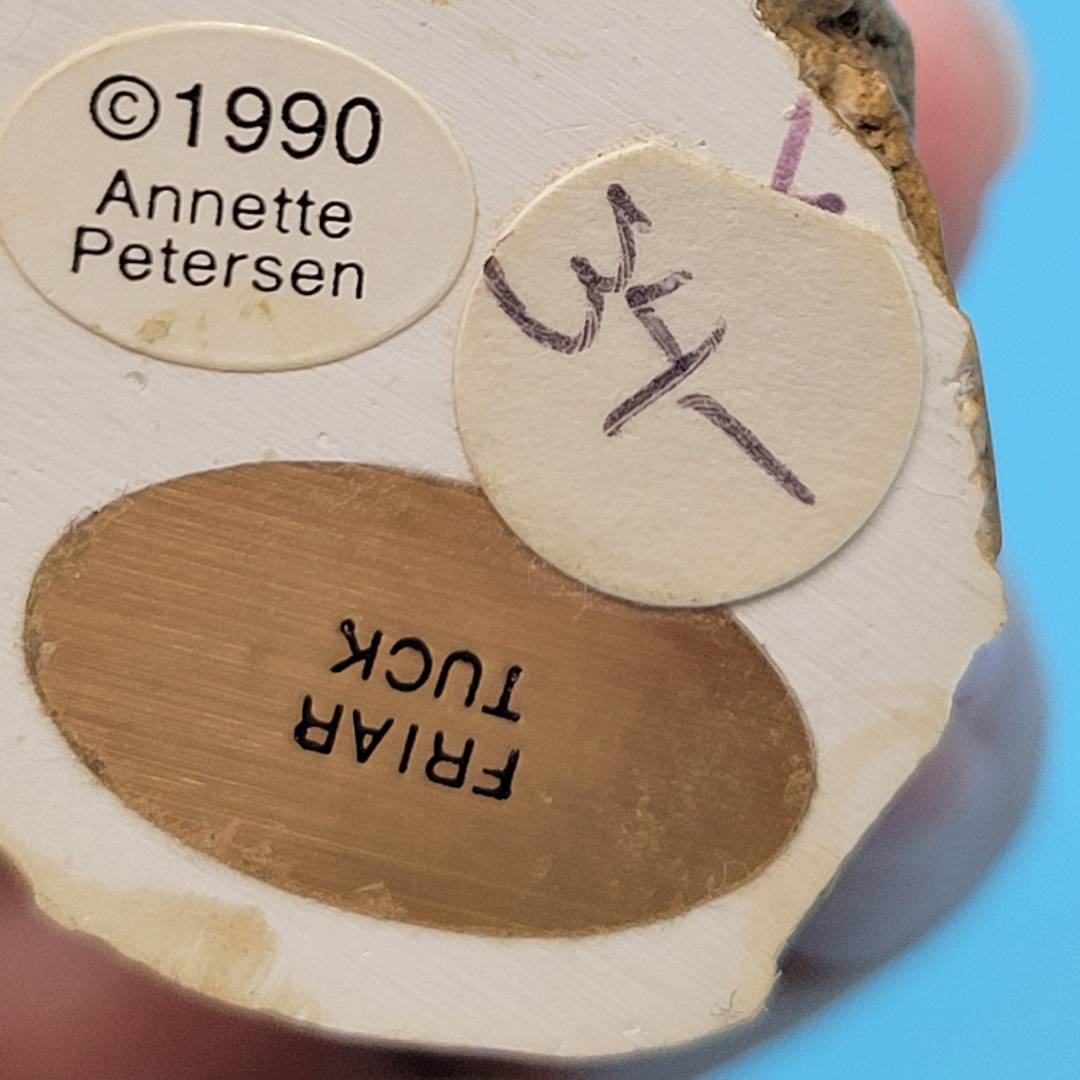 ©1990
Annette
Petersen
FRIAR
TUCK